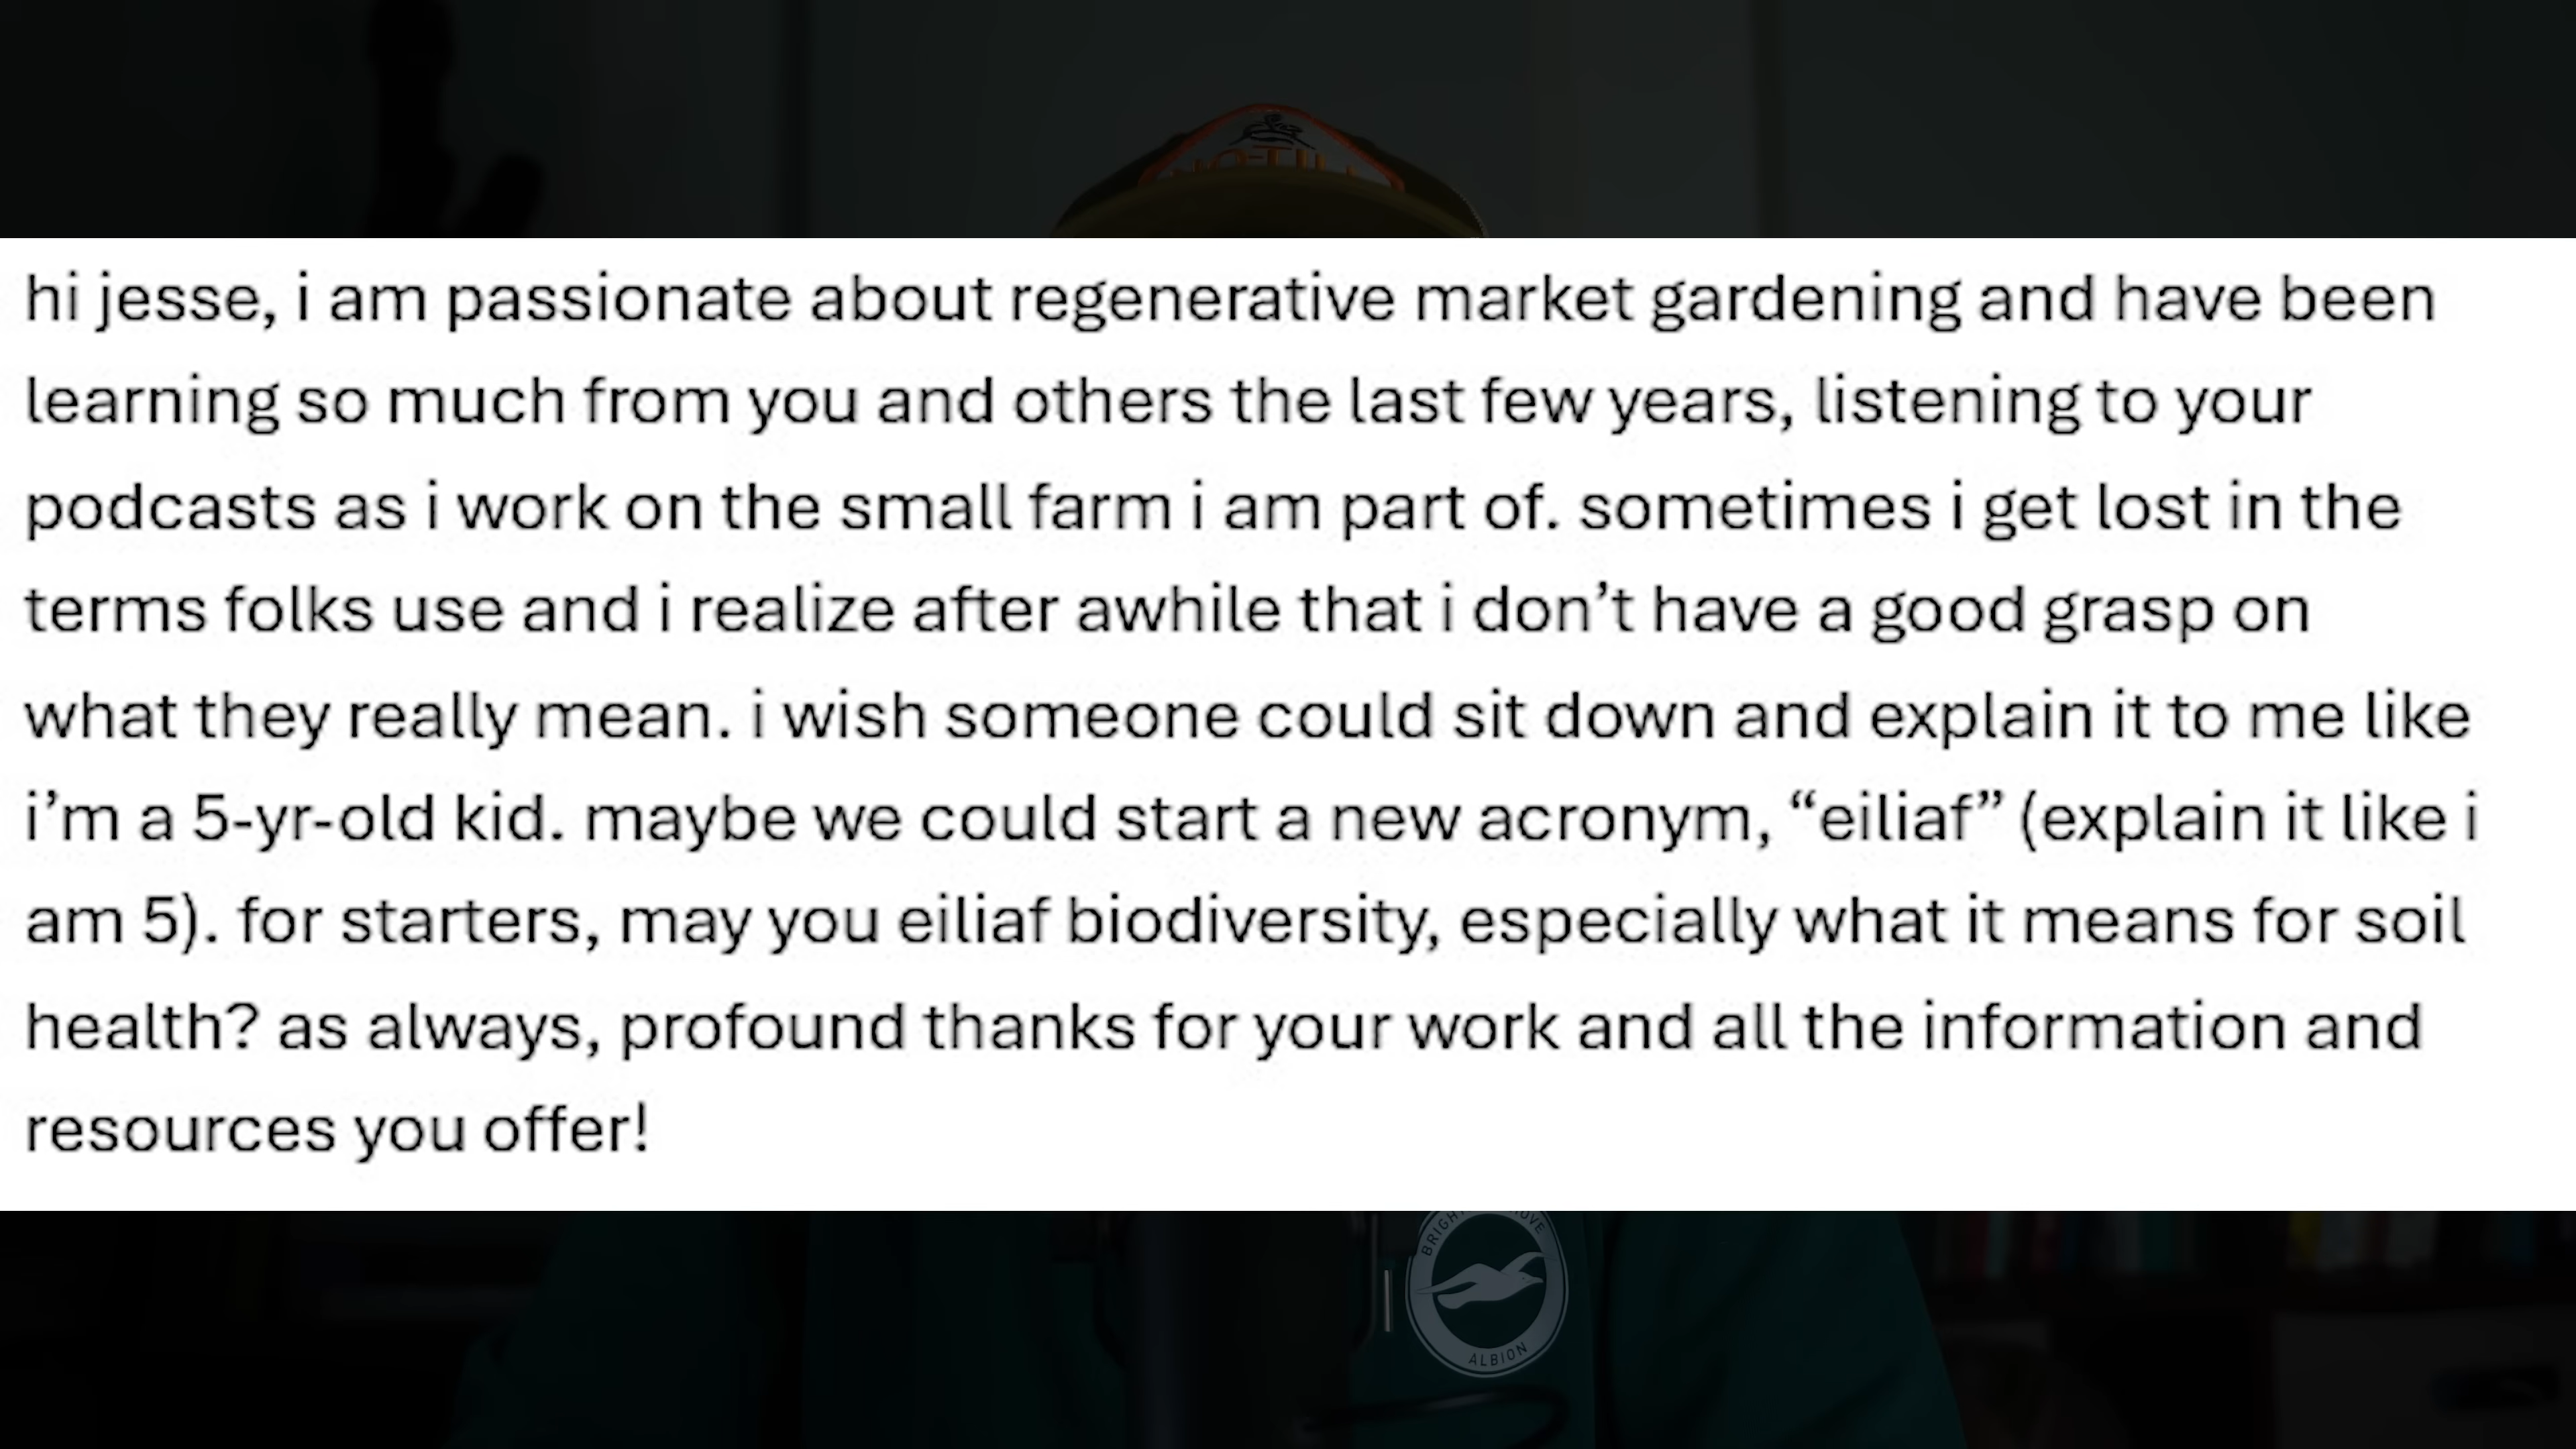 NO-TILL
hi jesse, i am passionate about regenerative market gardening and have been
learning so much from you and others the last few years, listening to your
podcasts as i work on the small farm i am part of. sometimes i get lost in the
terms folks use and i realize after awhile that i don’t have a good grasp on
what they really mean. i wish someone could sit down and explain it to me like
i’m a 5-yr-old kid. maybe we could start a new acronym, “eiliaf” (explain it like i
am 5). for starters, may you eiliaf biodiversity, especially what it means for soil
health? as always, profound thanks for your work and all the information and
resources you offer!
ALBION